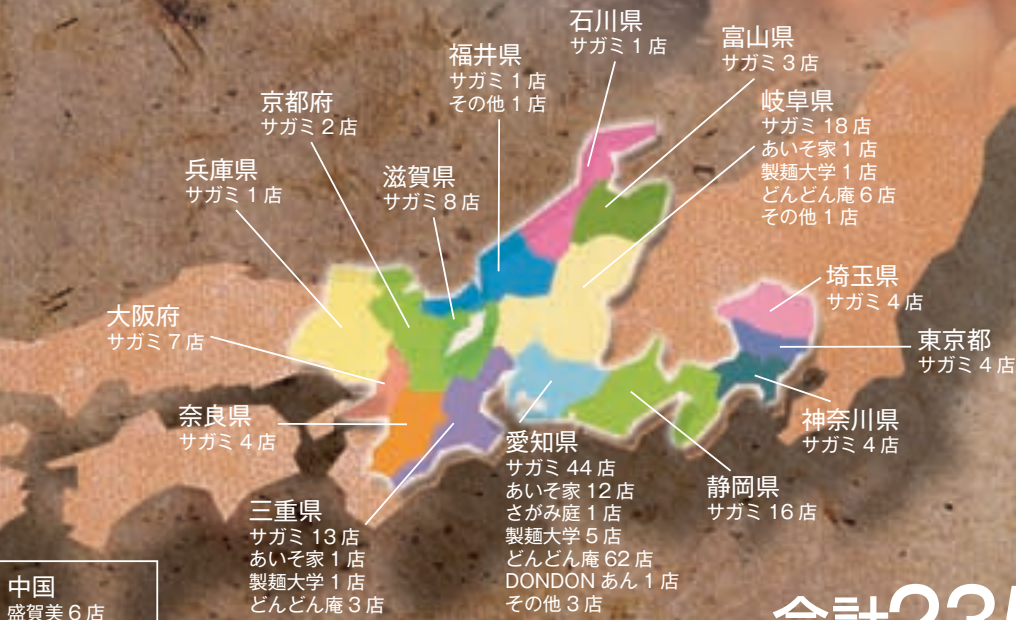 石川県
サガミ 1 店
富山県
サガミ 3 店
福井県
サガミ 1 店
その他 1 店
岐阜県
サガミ 18 店
あいそ家 1 店
製麺大学 1 店
どんどん庵 6 店
その他 1 店
京都府
サガミ 2 店
兵庫県
サガミ 1 店
滋賀県
サガミ 8 店
埼玉県
サガミ 4 店
大阪府
サガミ 7 店
東京都
サガミ 4 店
奈良県
サガミ 4 店
神奈川県
サガミ 4 店
愛知県
サガミ 44 店
あいそ家 12 店
さがみ庭 1 店
製麺大学 5 店
どんどん庵 62 店
DONDON あん 1 店
その他 3 店
静岡県
サガミ 16 店
三重県
サガミ 13 店
あいそ家 1 店
製麺大学 1 店
どんどん庵 3 店
中国
盛賀美 6 店
合計23